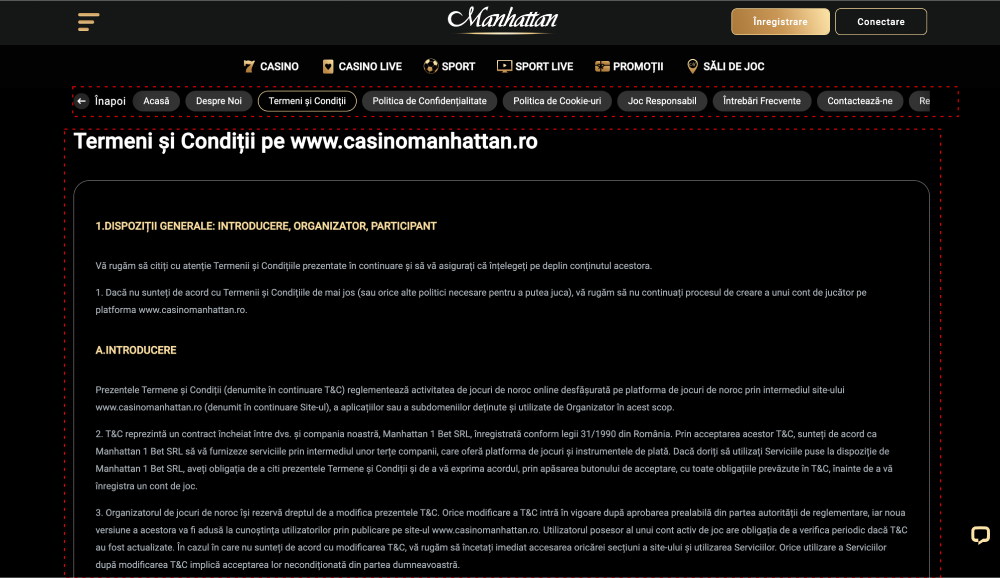 Manhattan
Înregistrare
Conectare
CASINO
CASINO LIVE
SPORT
SPORT LIVE
PROMOȚII
SĂLI DE JOC
Înapoi
Acasă
Despre Noi
Termeni și Condiții
Politica de Confidențialitate
Politica de Cookie-uri
Joc Responsabil
Întrebări Frecvente
Contactează-ne
Re
Termeni și Condiții pe www.casinomanhattan.ro
1.DISPOZIȚII GENERALE: INTRODUCERE, ORGANIZATOR, PARTICIPANT
Vă rugăm să citiți cu atenție Termenii și Condițiile prezentate în continuare și să vă asigurați că înțelegeți pe deplin conținutul acestora.
1. Dacă nu sunteți de acord cu Termenii și Condițiile de mai jos (sau orice alte politici necesare pentru a putea juca), vă rugăm să nu continuați procesul de creare a unui cont de jucător pe
platforma www.casinomanhattan.ro.
A.INTRODUCERE
Prezentele Termene și Condiții (denumite în continuare T&C) reglementează activitatea de jocuri de noroc online desfășurată pe platforma de jocuri de noroc prin intermediul site-ului
www.casinomanhattan.ro (denumit în continuare Site-ul), a aplicațiilor sau a subdomeniilor deținute și utilizate de Organizator în acest scop.
2. T&C reprezintă un contract încheiat între dvs. și compania noastră, Manhattan 1 Bet SRL, înregistrată conform legii 31/1990 din România. Prin acceptarea acestor T&C, sunteți de acord ca
Manhattan 1 Bet SRL să vă furnizeze serviciile prin intermediul unor terțe companii, care oferă platforma de jocuri și instrumentele de plată. Dacă doriți să utilizați Serviciile puse la dispoziție de
Manhattan 1 Bet SRL, aveți obligația de a citi prezentele Termene și Condiții și de a vă exprima acordul, prin apăsarea butonului de acceptare, cu toate obligațiile prevăzute în T&C, înainte de a vă
înregistra un cont de joc.
3. Organizatorul de jocuri de noroc își rezervă dreptul de a modifica prezentele T&C. Orice modificare a T&C intră în vigoare după aprobarea prealabilă din partea autorității de reglementare, iar noua
versiune a acestora va fi adusă la cunoștința utilizatorilor prin publicare pe site-ul www.casinomanhattan.ro. Utilizatorul posesor al unui cont activ de joc are obligația de a verifica periodic dacă T&C
au fost actualizate. În cazul în care nu sunteți de acord cu modificarea T&C, vă rugăm să încetați imediat accesarea oricărei secțiuni a site-ului și utilizarea Serviciilor. Orice utilizare a Serviciilor
după modificarea T&C implică acceptarea lor necondiționată din partea dumneavoastră.